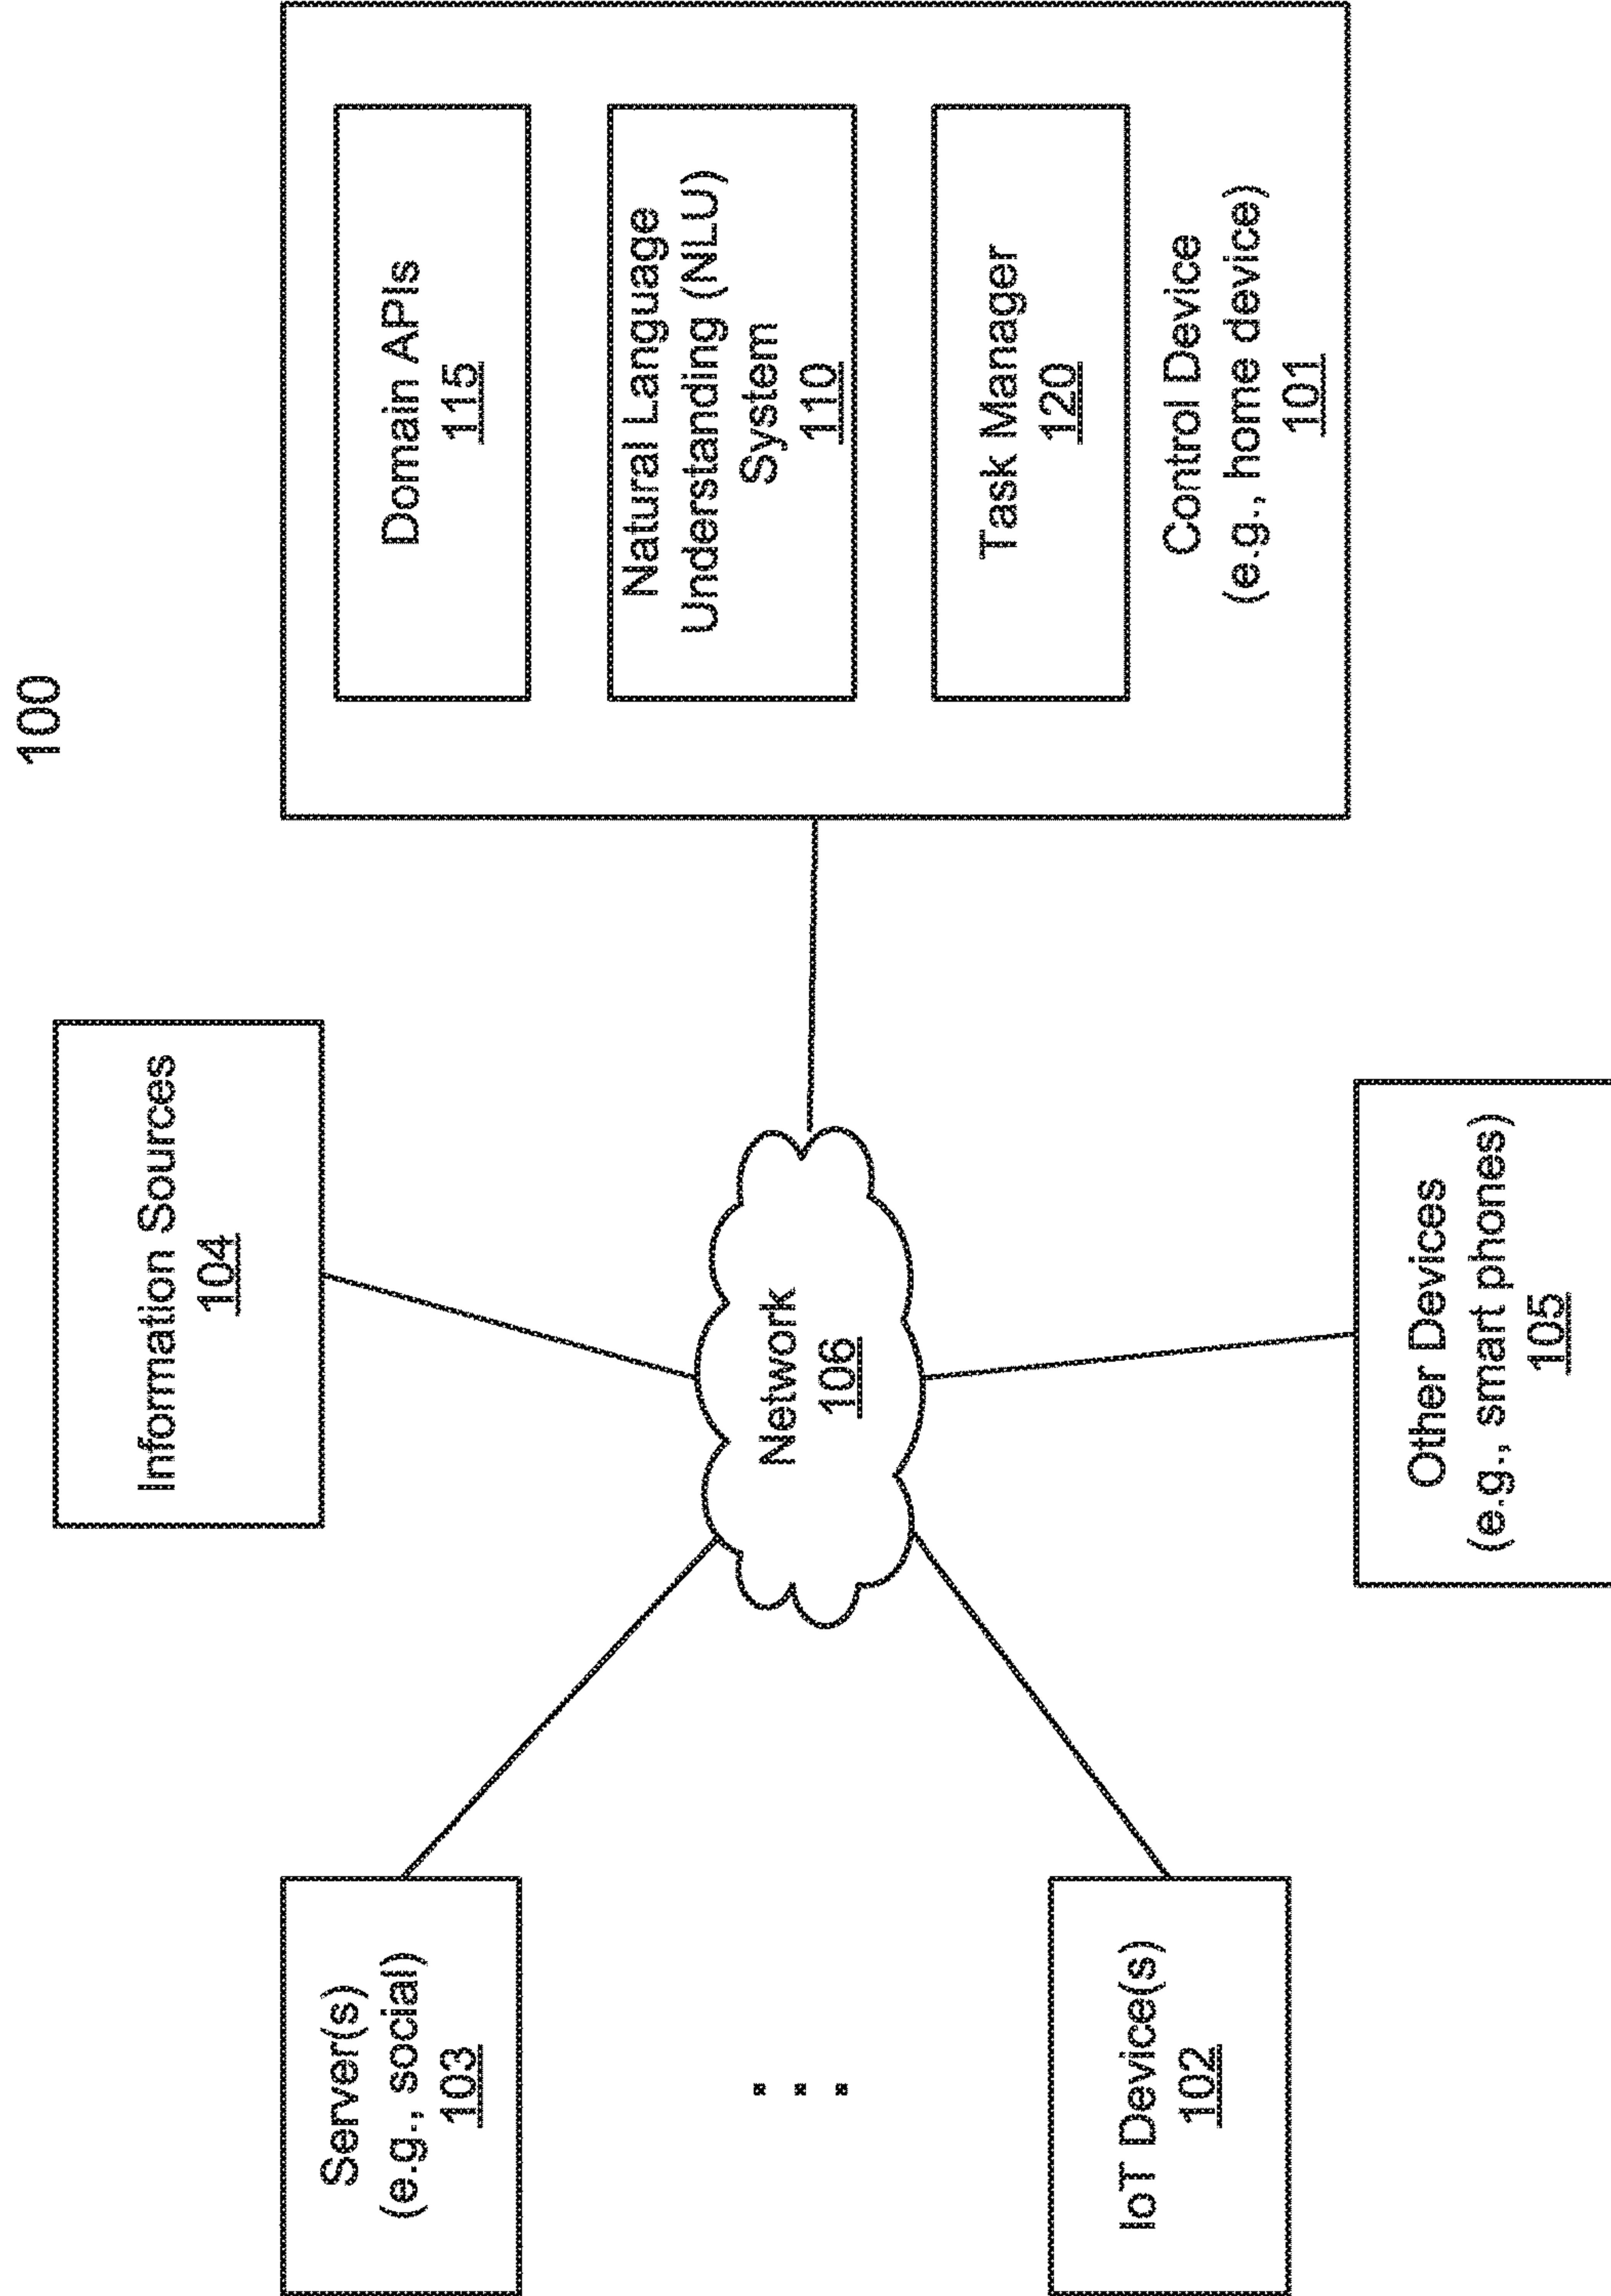 100
Information Sources
104
Server(s)
(e.g., social)
103
Domain APIs
115
Natural Language
Understanding (NLU)
System
110
Network
106
. . .
Task Manager
120
Control Device
(e.g., home device)
101
IoT Device(s)
102
Other Devices
(e.g., smart phones)
105